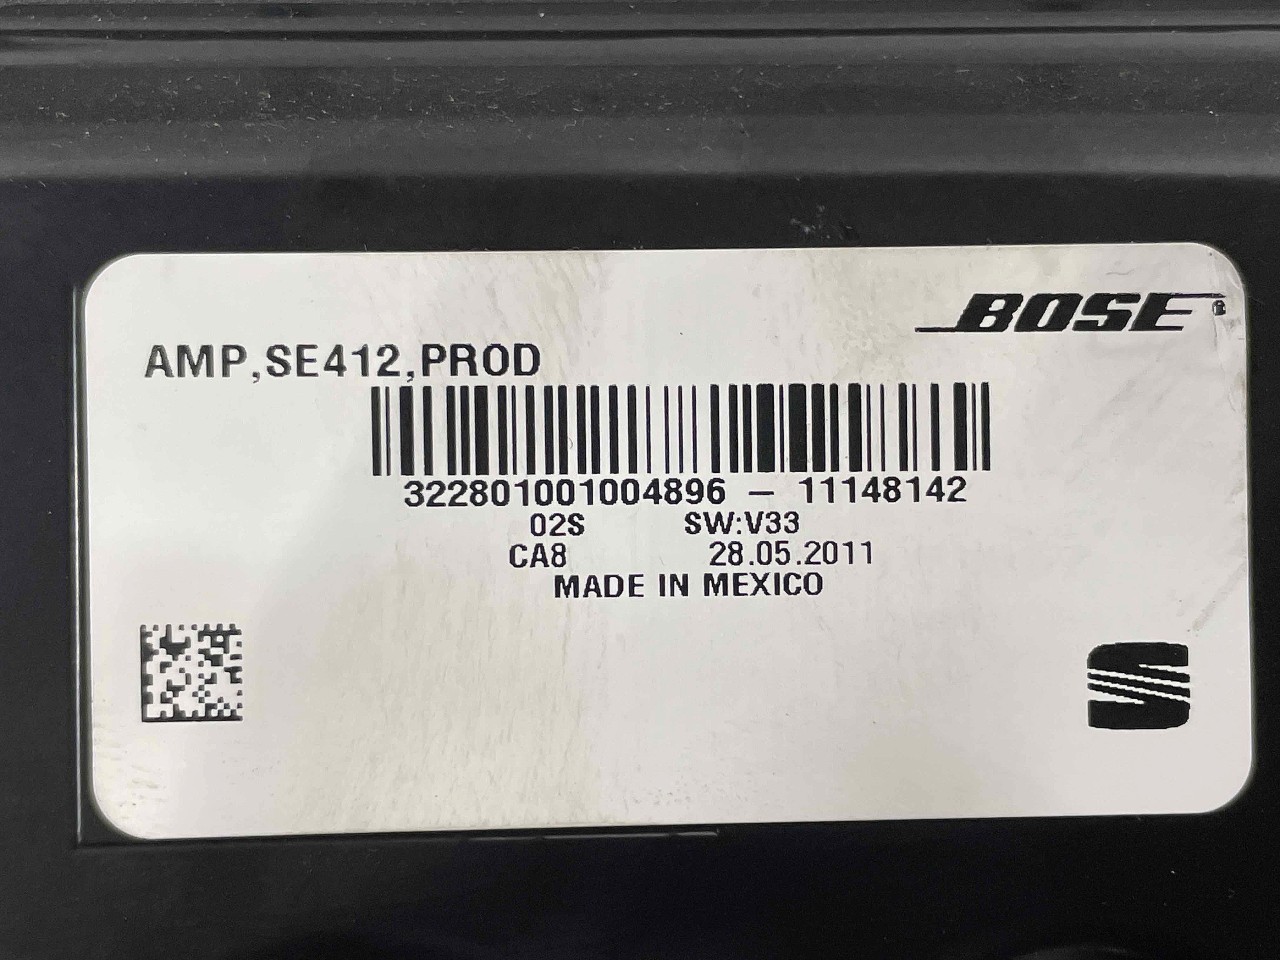 BOSE®
AMP,SE412,PROD
322801001004896 – 11148142
02S SW:V33
CA8 28.05.2011
MADE IN MEXICO